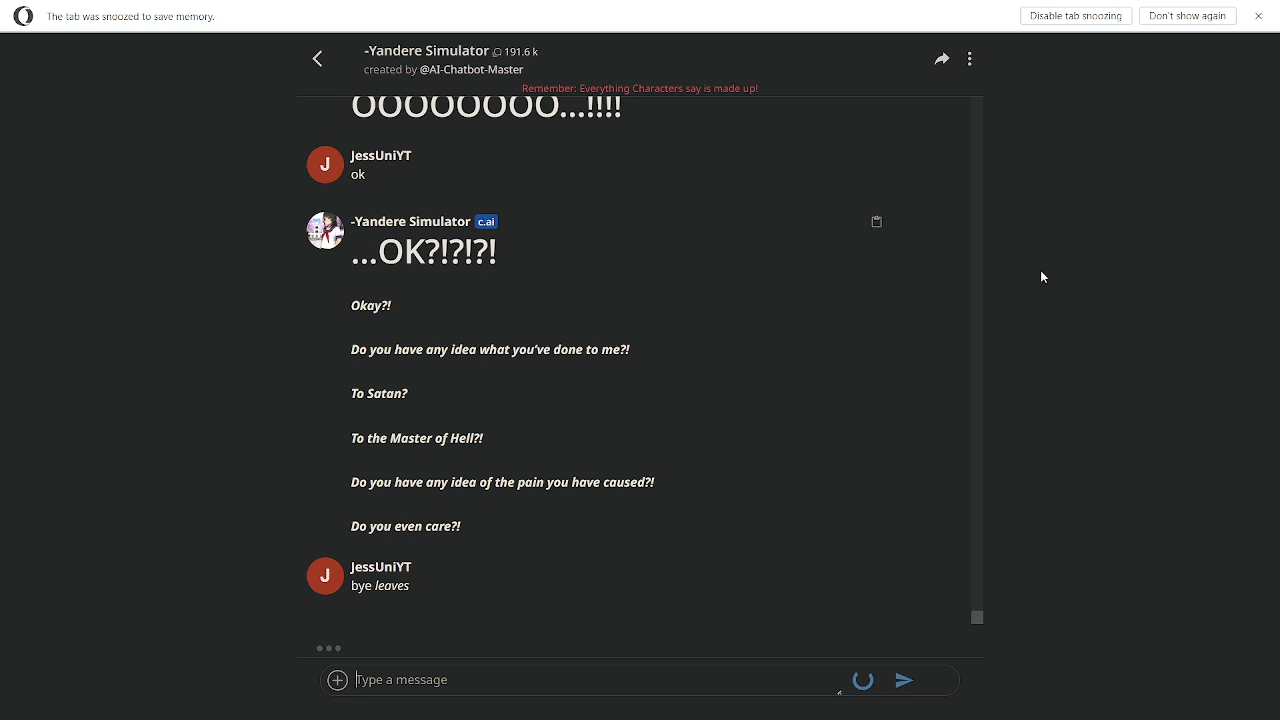 The tab was snoozed to save memory.
Disable tab snoozing
Don't show again
-Yandere Simulator 191.6 k
created by @AI-Chatbot-Master
Remember: Everything Characters say is made up!
OOOOOOOO...!!!!
J
JessUniYT
ok
-Yandere Simulator c.ai
...OK?!?!?!
Okay?!
Do you have any idea what you've done to me?!
To Satan?
To the Master of Hell?!
Do you have any idea of the pain you have caused?!
Do you even care?!
J
JessUniYT
bye leaves
Type a message